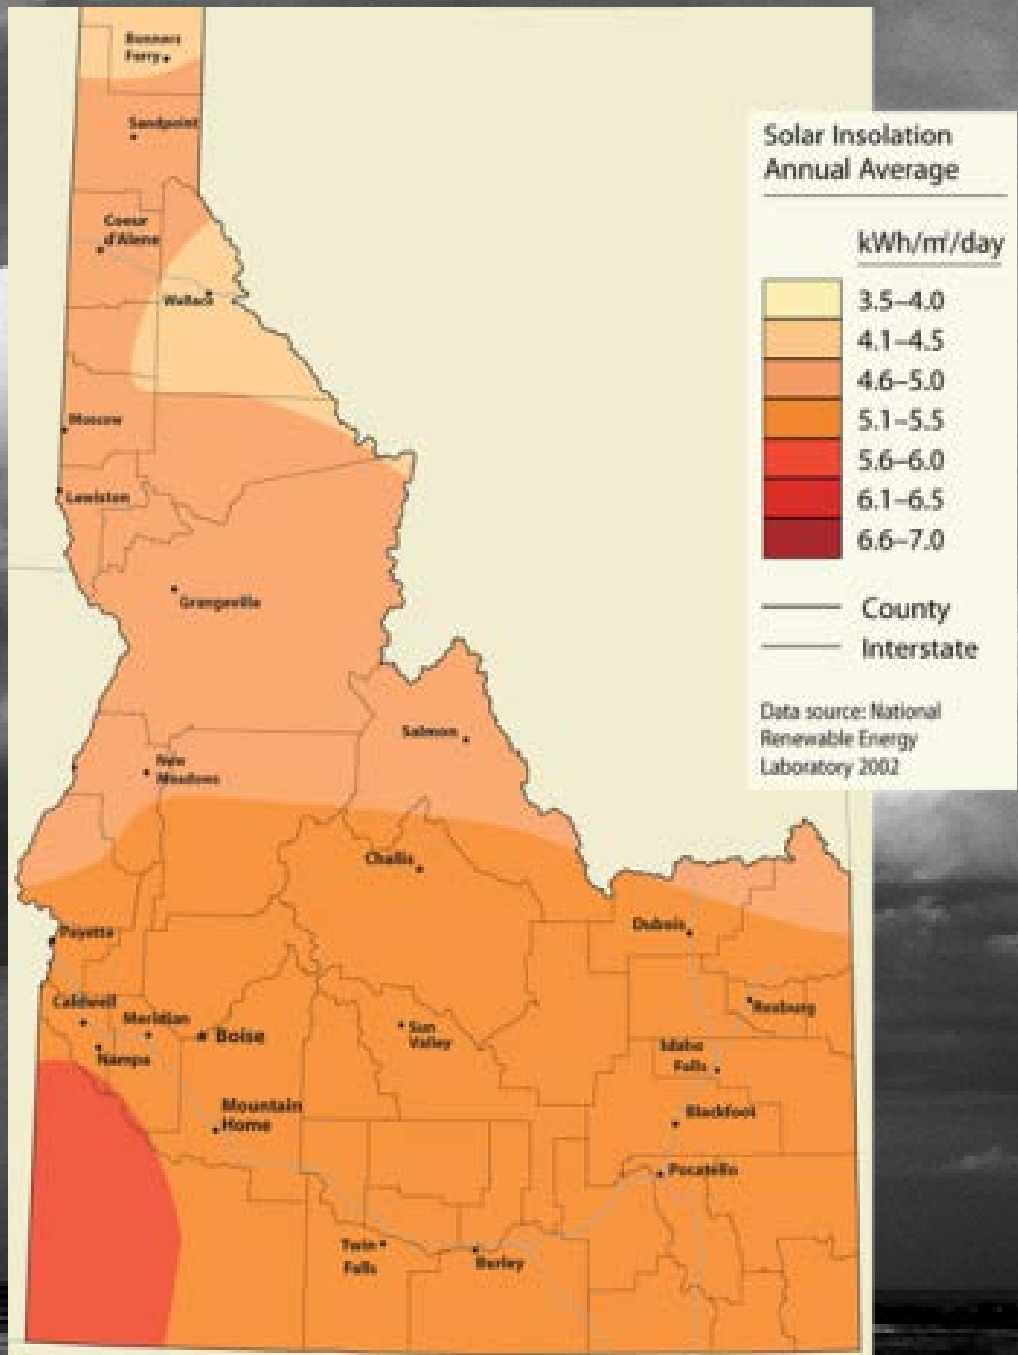 Bonners
Ferry
Sandpoint
Coeur
d'Alene
Wallace
Moscow
Lewiston
Grangeville
Salmon
New
Meadows
Challis
Payette
Dubois
Caldwell
Meridian
Boise
Nampa
Sun
Valley
Rexburg
Idaho
Falls
Mountain
Home
Blackfoot
Pocatello
Twin
Falls
Burley
Solar Insolation
Annual Average
kWh/m²/day
3.5–4.0
4.1–4.5
4.6–5.0
5.1–5.5
5.6–6.0
6.1–6.5
6.6–7.0
County
Interstate
Data source: National
Renewable Energy
Laboratory 2002